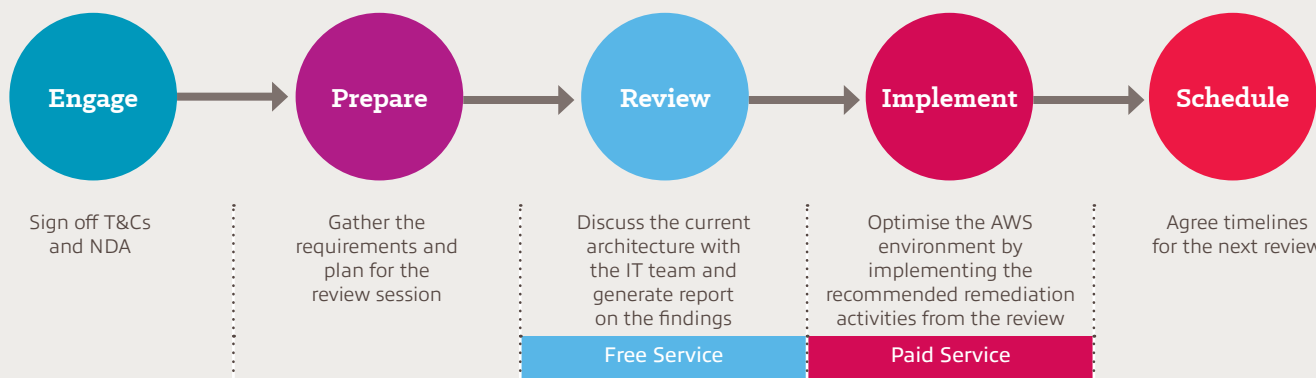 Engage
Prepare
Review
Implement
Schedule
Sign off T&Cs
and NDA
Gather the
requirements and
plan for the
review session
Discuss the current
architecture with
the IT team and
generate report
on the findings
Free Service
Optimise the AWS
environment by
implementing the
recommended remediation
activities from the review
Paid Service
Agree timelines
for the next review